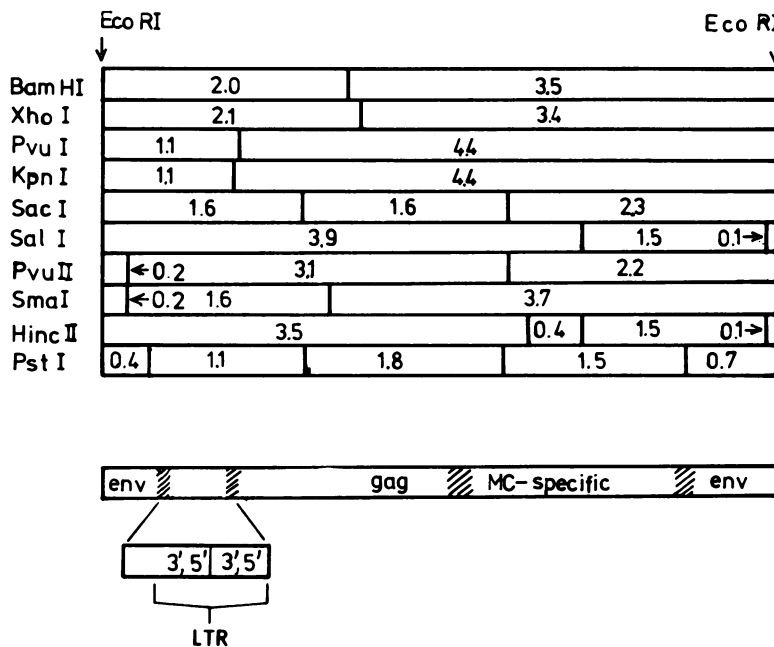 Eco RI Eco RI
Bam HI 2.0 3.5
Xho I 2.1 3.4
Pvu I 1.1 4.4
Kpn I 1.1 4.4
Sac I 1.6 1.6 2.3
Sal I 3.9 1.5 0.1→
Pvu II ←0.2 3.1 2.2
Sma I ←0.2 1.6 3.7
Hinc II 3.5 0.4 1.5 0.1→
Pst I 0.4 1.1 1.8 1.5 0.7
env gag MC-specific env
3',5' 3',5'
LTR